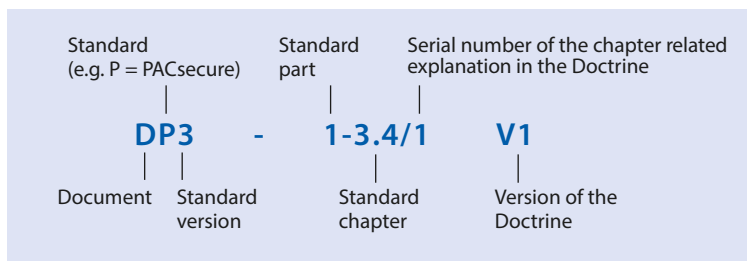 Standard
(e.g. P = PACsecure)
Standard
part
Serial number of the chapter related
explanation in the Doctrine
DP3 - 1-3.4/1 V1
Document
Standard
version
Standard
chapter
Version of the
Doctrine